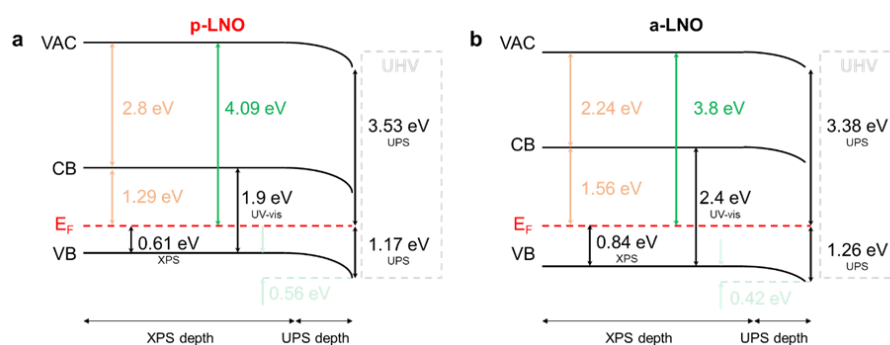 p-LNO
a
VAC
UHV
2.8 eV
4.09 eV
3.53 eV
UPS
CB
1.29 eV
1.9 eV
UV-vis
EF
0.61 eV
XPS
VB
1.17 eV
UPS
0.56 eV
XPS depth
UPS depth
a-LNO
b
VAC
UHV
2.24 eV
3.8 eV
3.38 eV
UPS
CB
1.56 eV
2.4 eV
UV-vis
EF
0.84 eV
XPS
VB
1.26 eV
UPS
0.42 eV
XPS depth
UPS depth